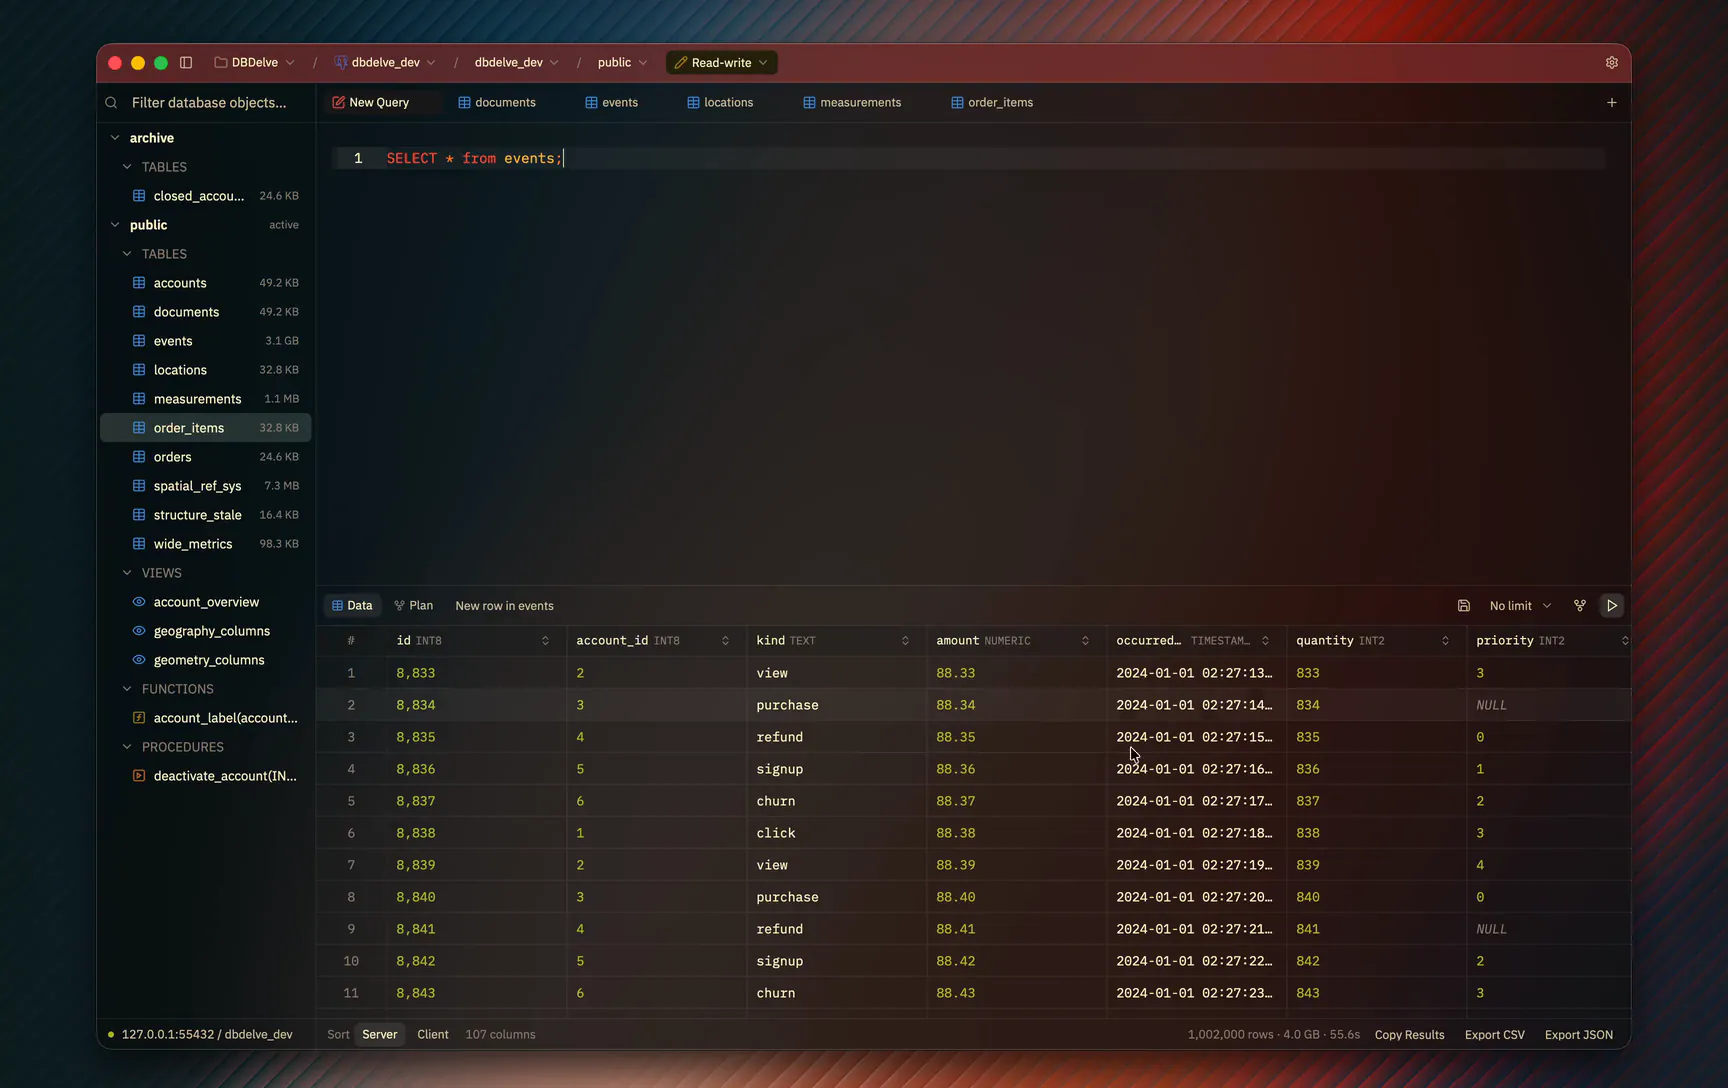 DBDelve / dbdelve_dev / dbdelve_dev / public Read-write
Filter database objects...
New Query documents events locations measurements order_items +
archive
TABLES
closed_accou... 24.6 KB
public active
TABLES
accounts 49.2 KB
documents 49.2 KB
events 3.1 GB
locations 32.8 KB
measurements 1.1 MB
order_items 32.8 KB
orders 24.6 KB
spatial_ref_sys 7.3 MB
structure_stale 16.4 KB
wide_metrics 98.3 KB
VIEWS
account_overview
geography_columns
geometry_columns
FUNCTIONS
account_label(account...
PROCEDURES
deactivate_account(IN...
127.0.0.1:55432 / dbdelve_dev
1 SELECT * from events;
Data Plan New row in events No limit
# id INT8 account_id INT8 kind TEXT amount NUMERIC occurred… TIMESTAM… quantity INT2 priority INT2
1 8,833 2 view 88.33 2024-01-01 02:27:13… 833 3
2 8,834 3 purchase 88.34 2024-01-01 02:27:14… 834 NULL
3 8,835 4 refund 88.35 2024-01-01 02:27:15… 835 0
4 8,836 5 signup 88.36 2024-01-01 02:27:16… 836 1
5 8,837 6 churn 88.37 2024-01-01 02:27:17… 837 2
6 8,838 1 click 88.38 2024-01-01 02:27:18… 838 3
7 8,839 2 view 88.39 2024-01-01 02:27:19… 839 4
8 8,840 3 purchase 88.40 2024-01-01 02:27:20… 840 0
9 8,841 4 refund 88.41 2024-01-01 02:27:21… 841 NULL
10 8,842 5 signup 88.42 2024-01-01 02:27:22… 842 2
11 8,843 6 churn 88.43 2024-01-01 02:27:23… 843 3
Sort Server Client 107 columns 1,002,000 rows · 4.0 GB · 55.6s Copy Results Export CSV Export JSON